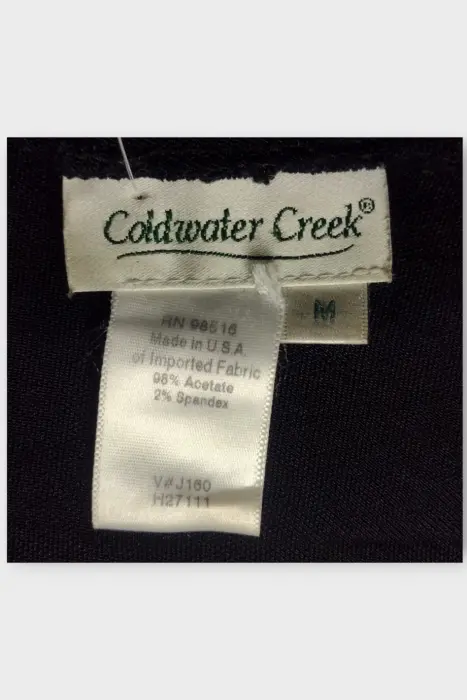 Coldwater Creek®
M
RN 98516
Made in U.S.A.
of Imported Fabric
98% Acetate
2% Spandex
V#J160
H27111